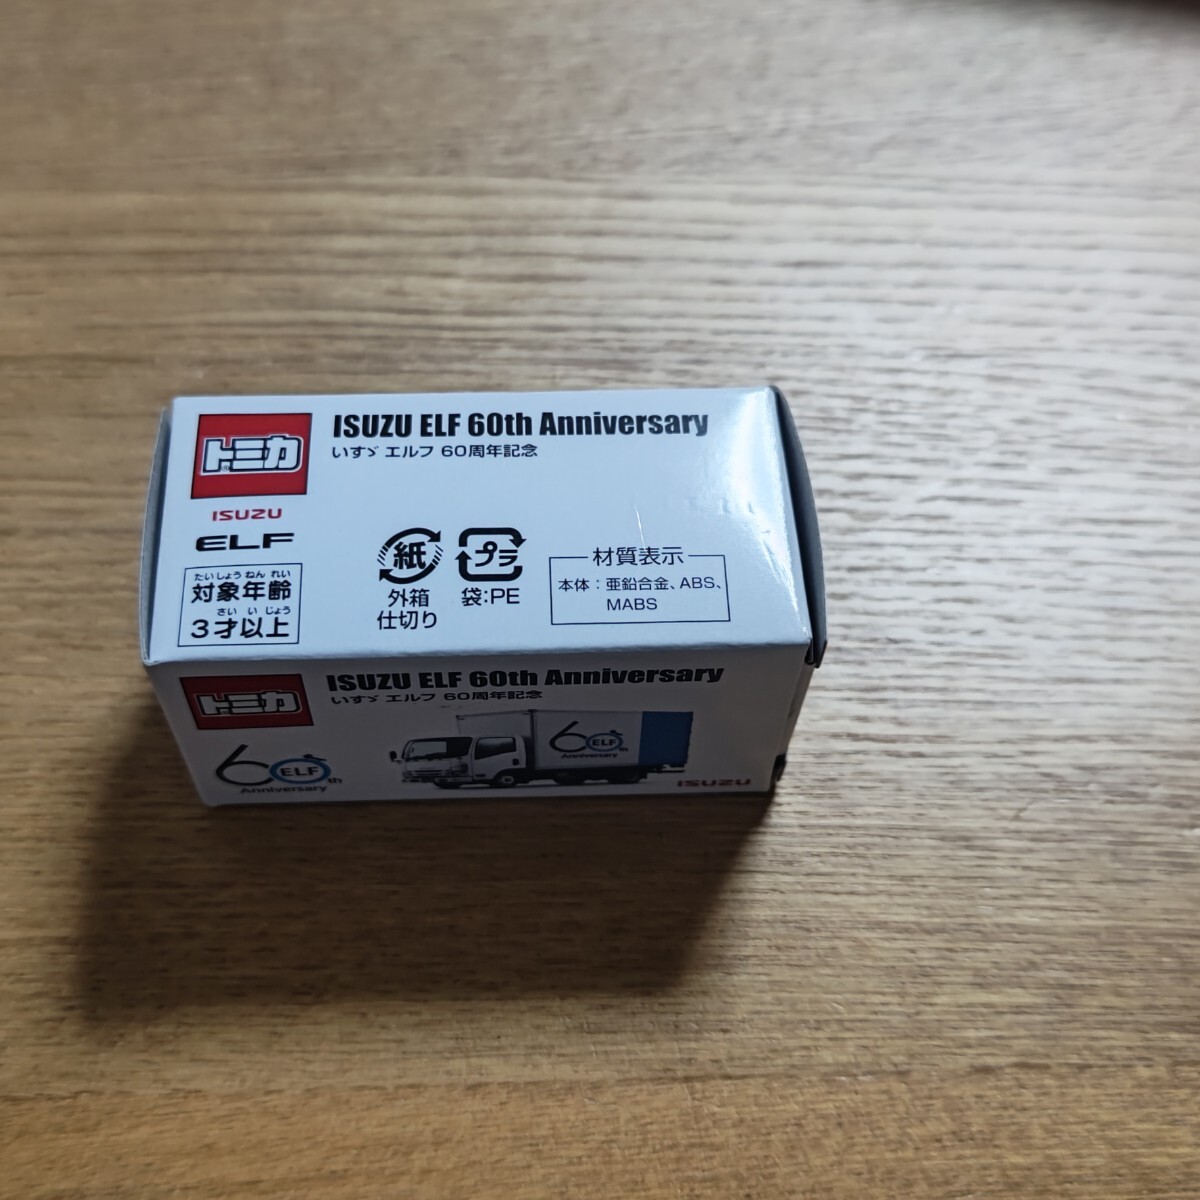 トミカ
ISUZU ELF 60th Anniversary
いすゞ エルフ 60周年記念
ISUZU
ELF
たいしょうねんれい
対象年齢
さいいじょう
3才以上
紙
外箱
仕切り
プラ
袋:PE
材質表示
本体:亜鉛合金、ABS、
MABS
トミカ
ISUZU ELF 60th Anniversary
いすゞ エルフ 60周年記念
60th
ELF
Anniversary
60th
ELF
Anniversary
ISUZU